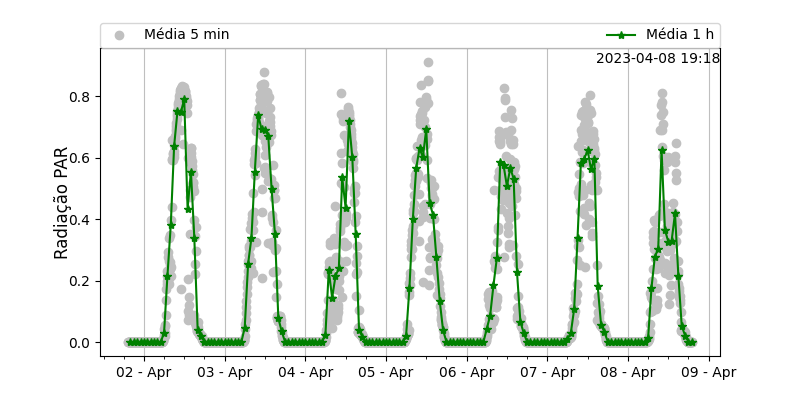 Média 5 min
Média 1 h
2023-04-08 19:18
Radiação PAR
0.8
0.6
0.4
0.2
0.0
02 - Apr
03 - Apr
04 - Apr
05 - Apr
06 - Apr
07 - Apr
08 - Apr
09 - Apr